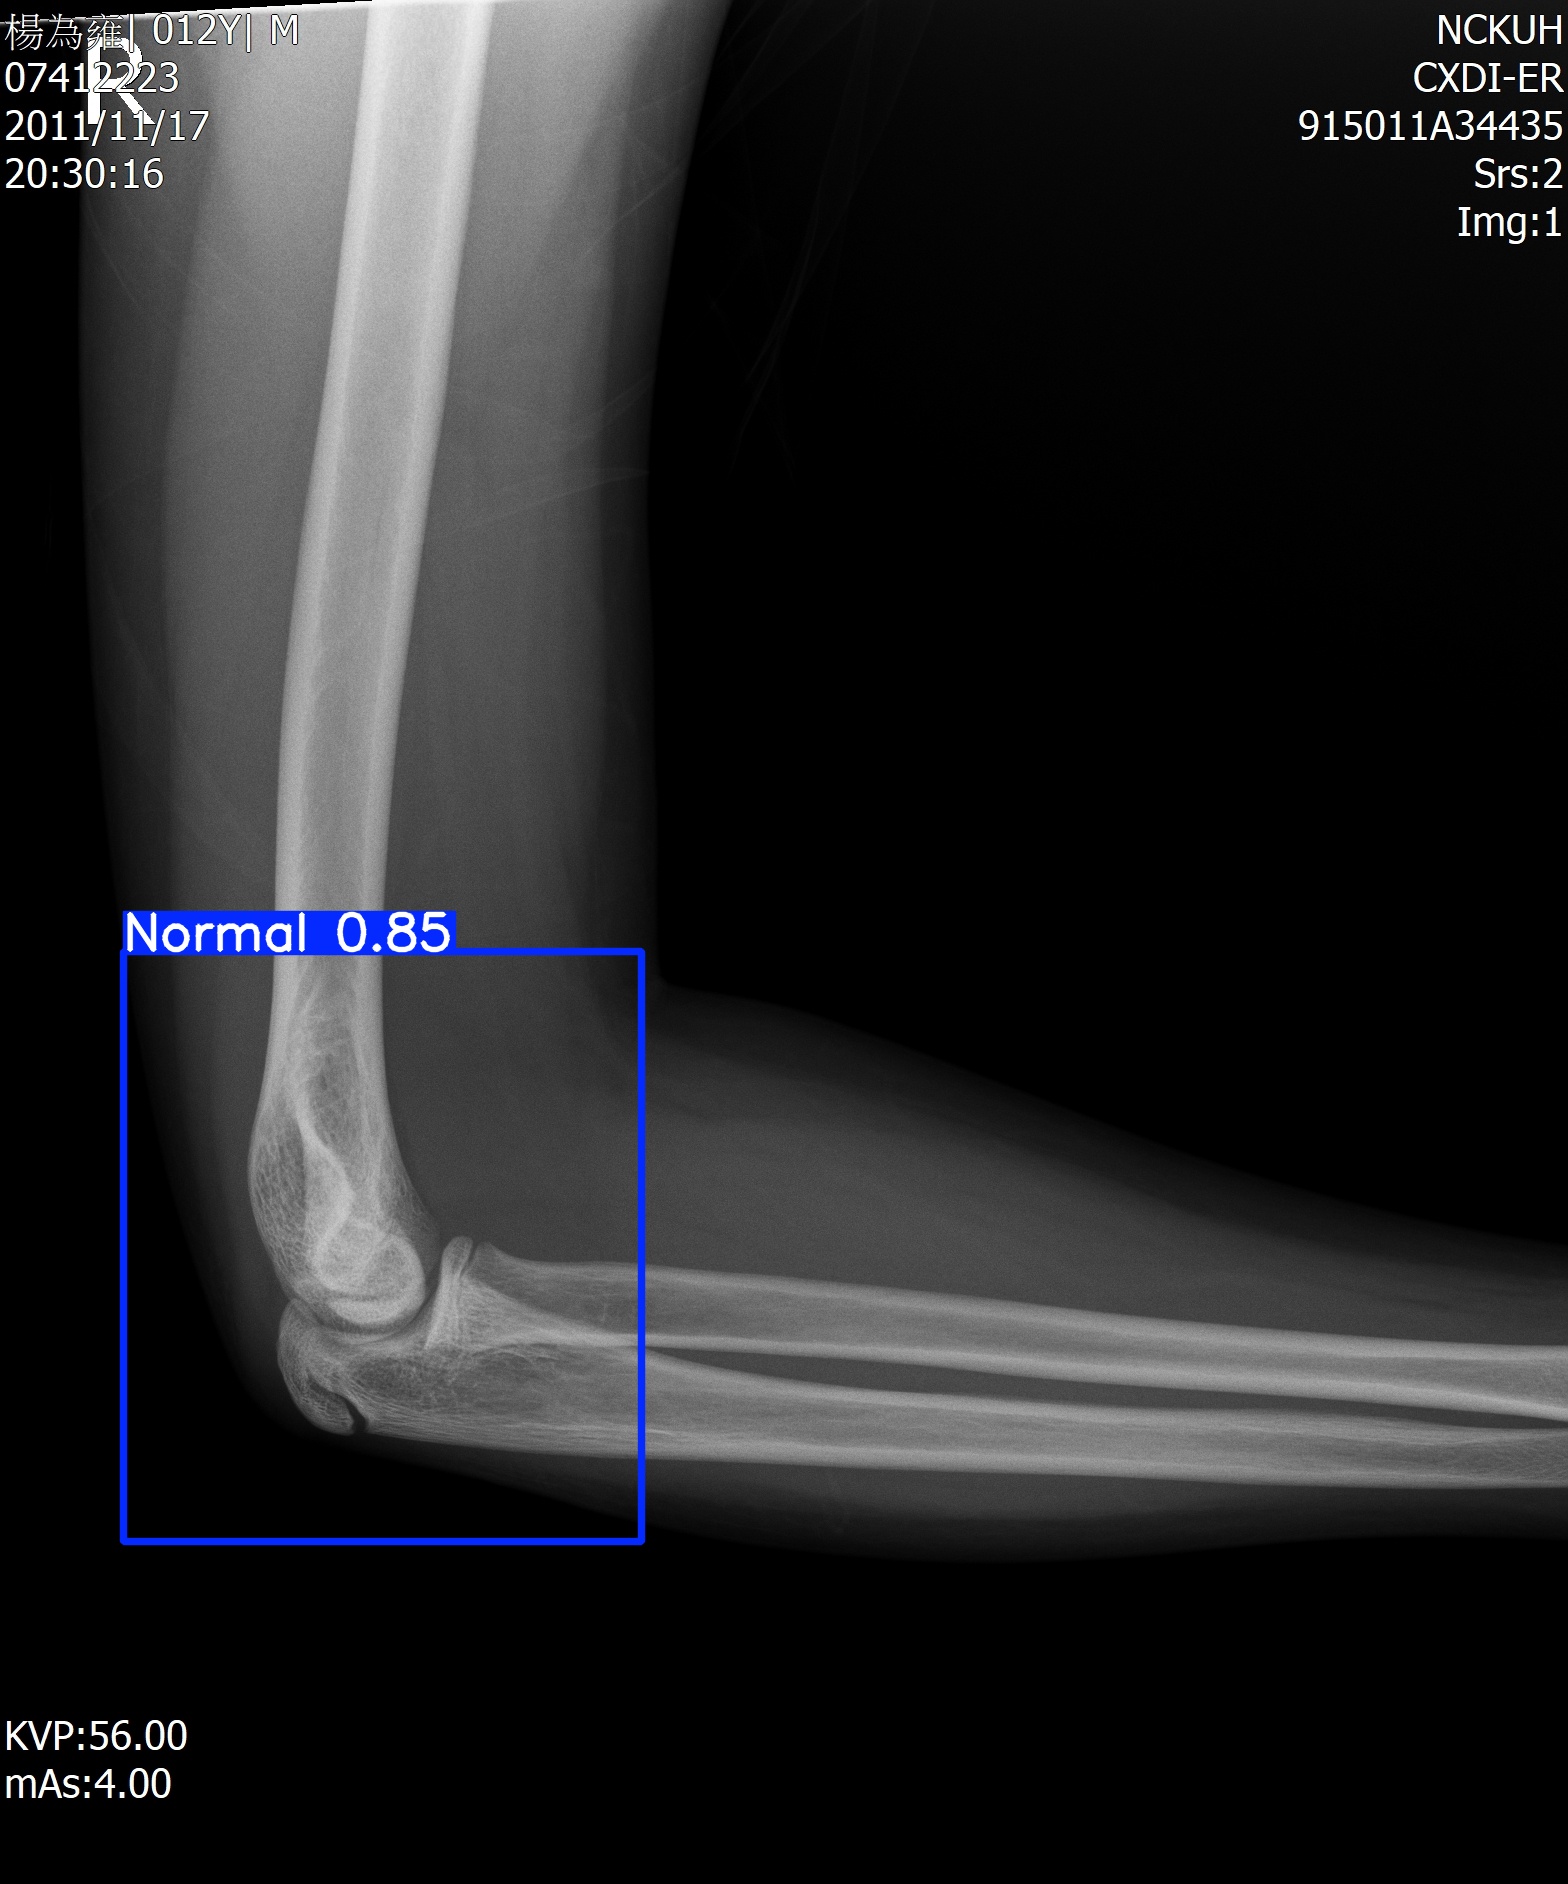 楊為雍| 012Y| M
R
07412223
2011/11/17
20:30:16
NCKUH
CXDI-ER
915011A34435
Srs:2
Img:1
Normal 0.85
KVP:56.00
mAs:4.00